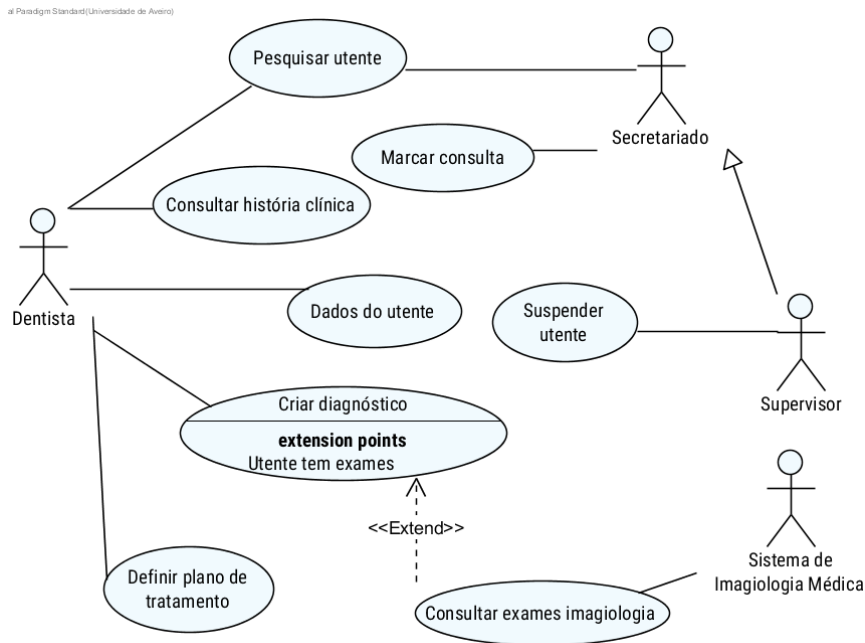 al Paradigm Standard(Universidade de Aveiro)
Pesquisar utente
Secretariado
Marcar consulta
Consultar história clínica
Dentista
Dados do utente
Suspender
utente
Supervisor
Criar diagnóstico
extension points
Utente tem exames
<<Extend>>
Sistema de
Imagiologia Médica
Definir plano de
tratamento
Consultar exames imagiologia